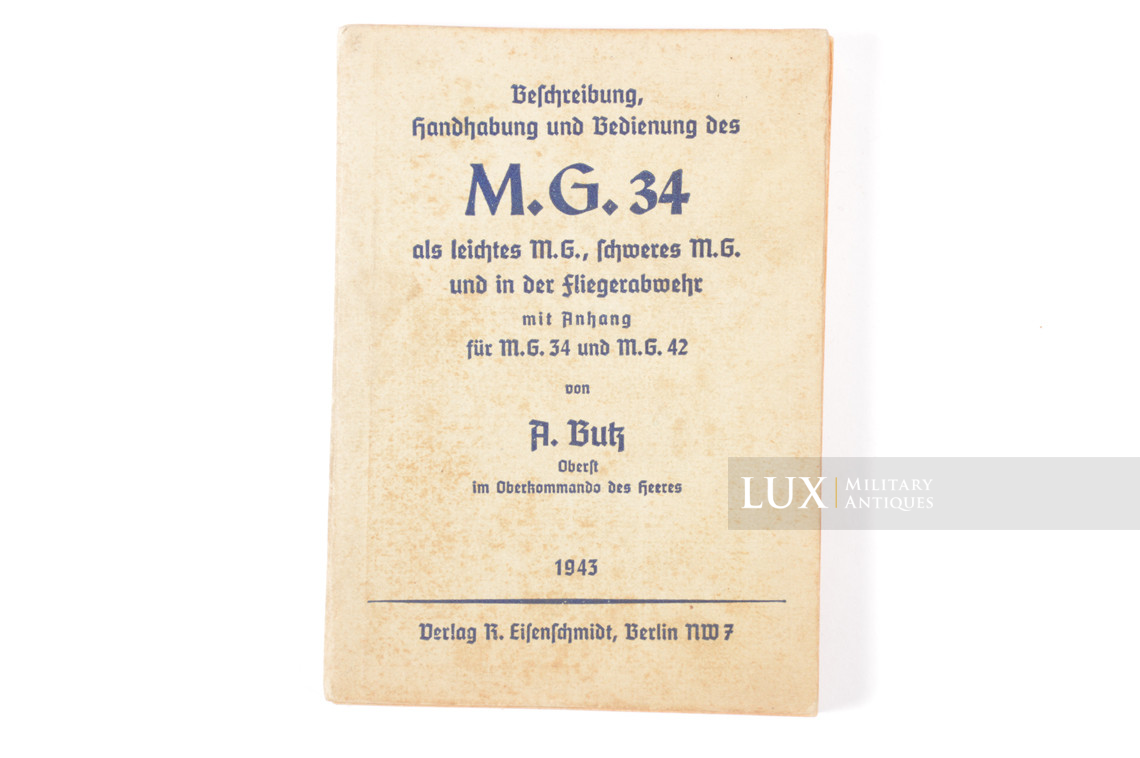 Beſchreibung,
Handhabung und Bedienung des
M.G. 34
als leichtes M.G., ſchweres M.G.
und in der Fliegerabwehr
mit Anhang
für M.G. 34 und M.G. 42
von
A. Butz
Oberſt
im Oberkommando des Heeres
1943
Verlag R. Eiſenſchmidt, Berlin NW 7
LUX MILITARY ANTIQUES